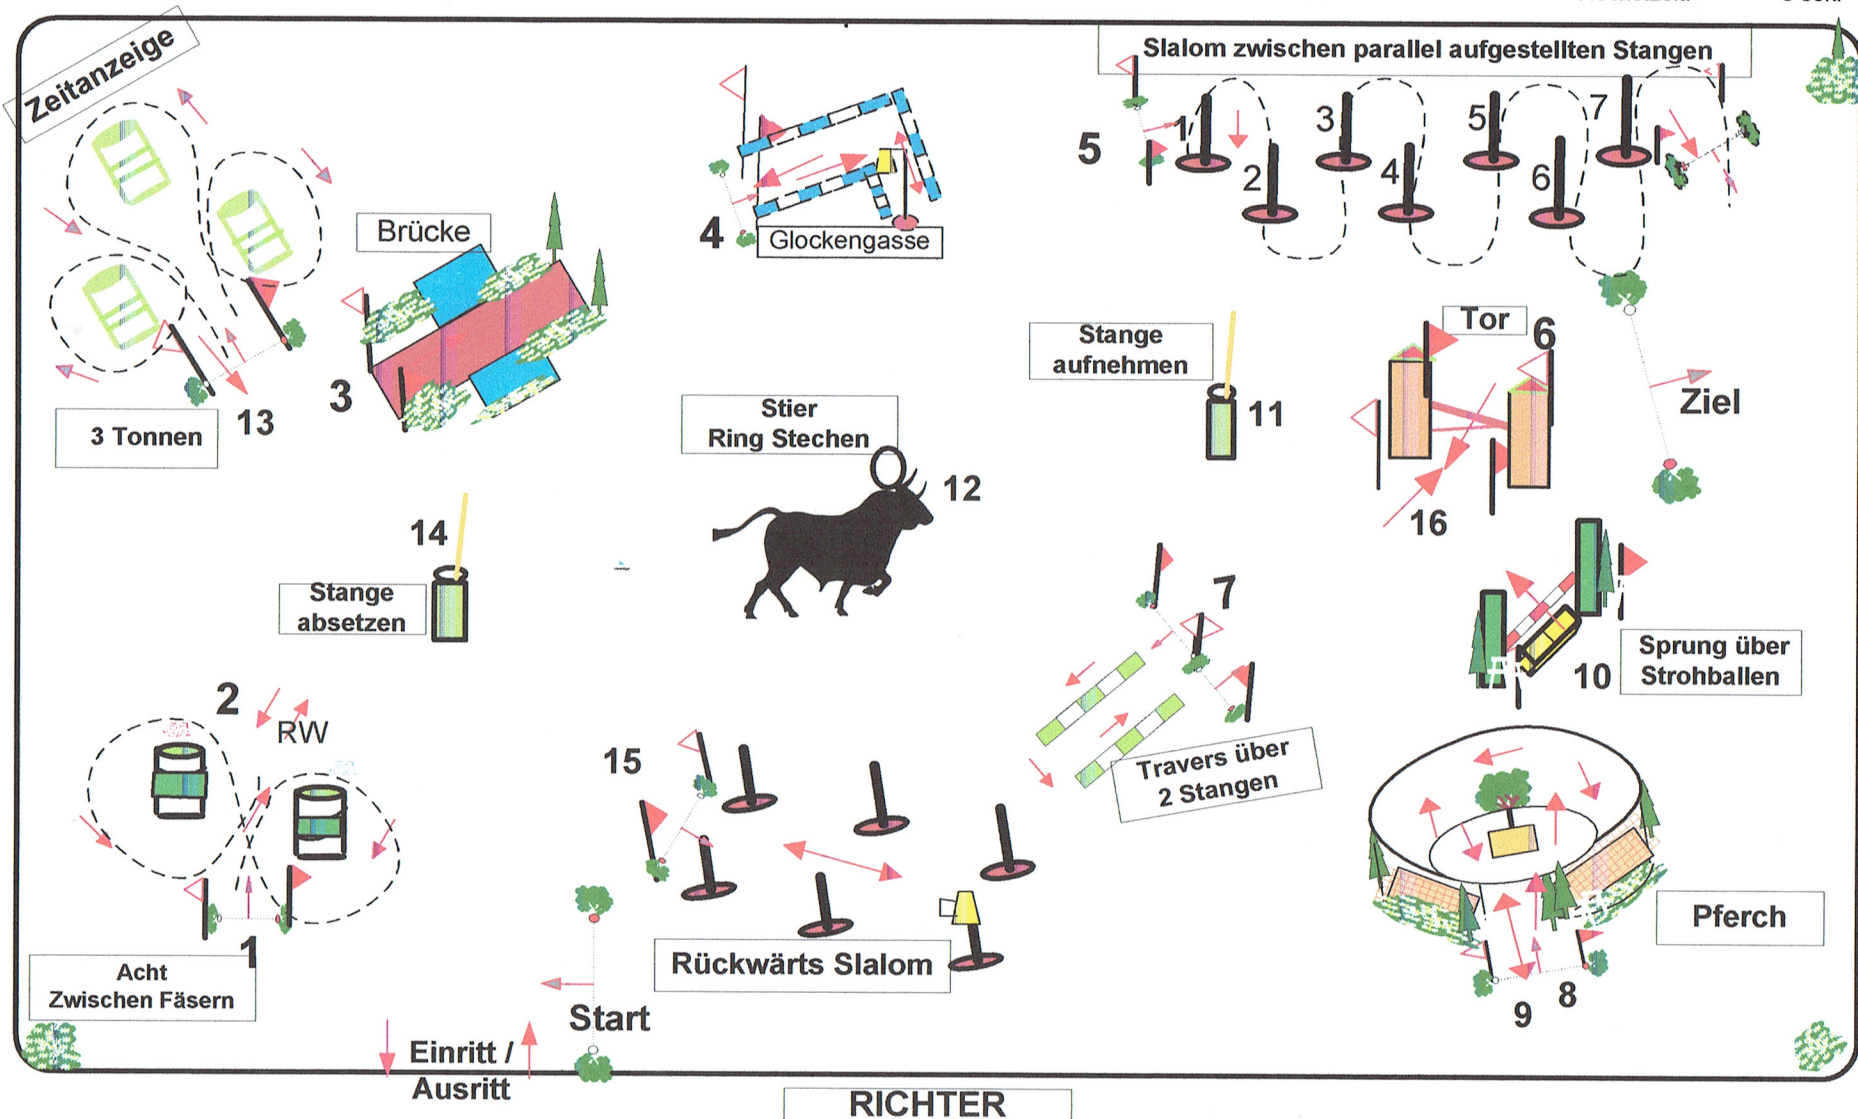 Zeitanzeige
Slalom zwischen parallel aufgestellten Stangen
5
1
2
3
4
5
6
7
4
Glockengasse
Brücke
3
3 Tonnen
13
Stange
aufnehmen
11
Tor
6
16
Ziel
Stier
Ring Stechen
12
14
Stange
absetzen
7
Travers über
2 Stangen
10
Sprung über
Strohballen
2
RW
1
Acht
Zwischen Fäsern
15
Rückwärts Slalom
Pferch
9
8
Start
Einritt /
Ausritt
RICHTER